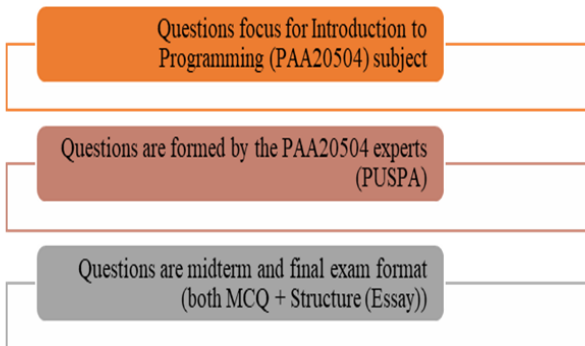 Questions focus for Introduction to
Programming (PAA20504) subject
Questions are formed by the PAA20504 experts
(PUSPA)
Questions are midterm and final exam format
(both MCQ + Structure (Essay))